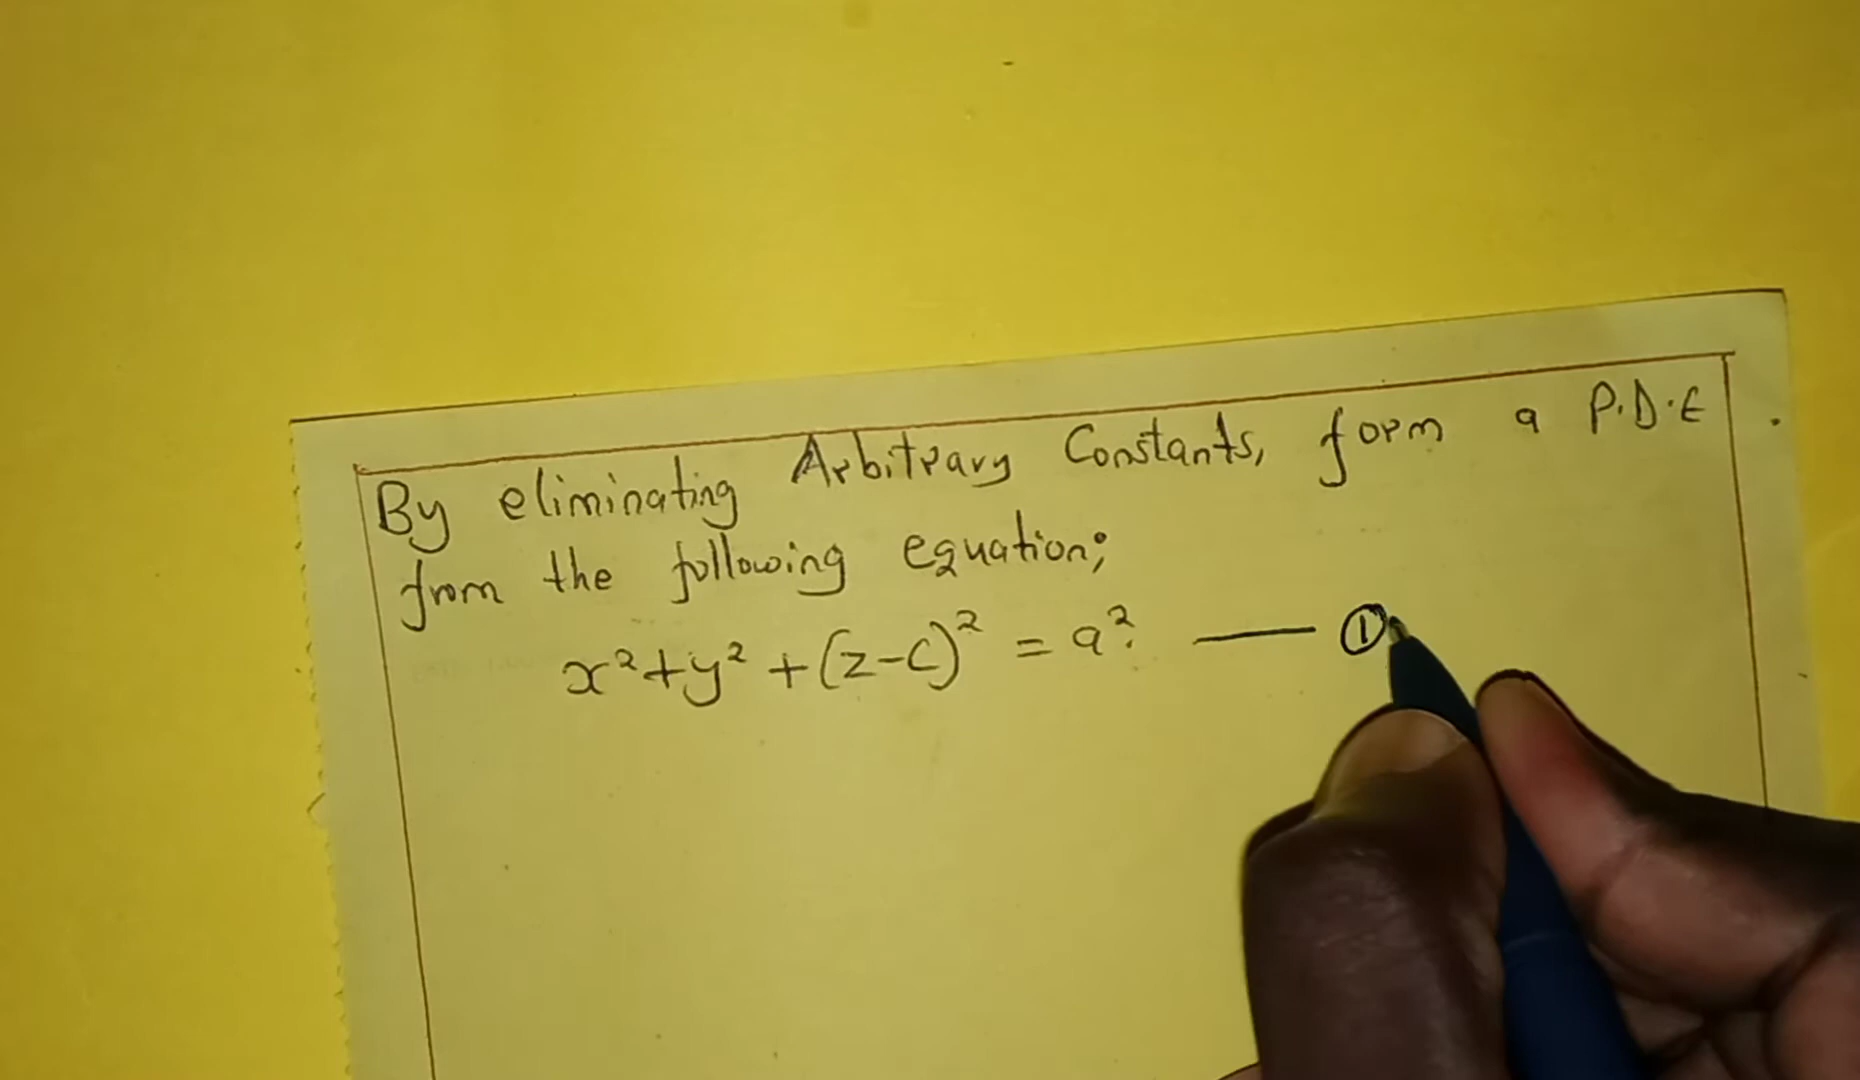 By eliminating Arbitrary Constants, form a P.D.E
from the following equation;
x² + y² + (z-c)² = a². —— ①